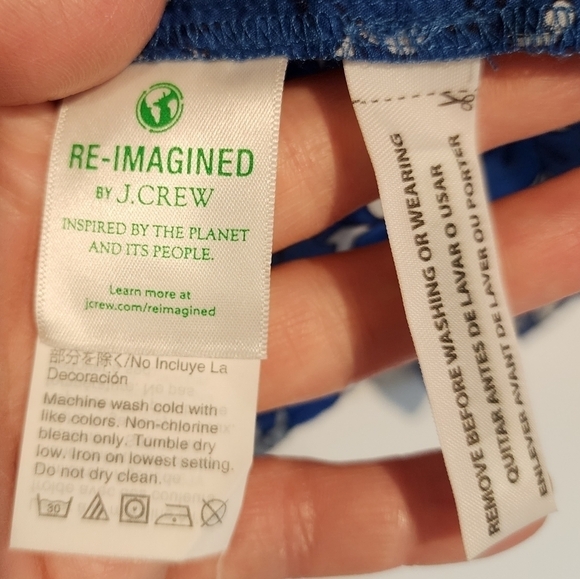 RE-IMAGINED
BY J.CREW
INSPIRED BY THE PLANET
AND ITS PEOPLE.
Learn more at
jcrew.com/reimagined
部分を除く/No Incluye La
Decoración
Machine wash cold with
like colors. Non-chlorine
bleach only. Tumble dry
low. Iron on lowest setting.
Do not dry clean.
30
REMOVE BEFORE WASHING OR WEARING
QUITAR ANTES DE LAVAR O USAR
ENLEVER AVANT DE LAVER OU PORTER